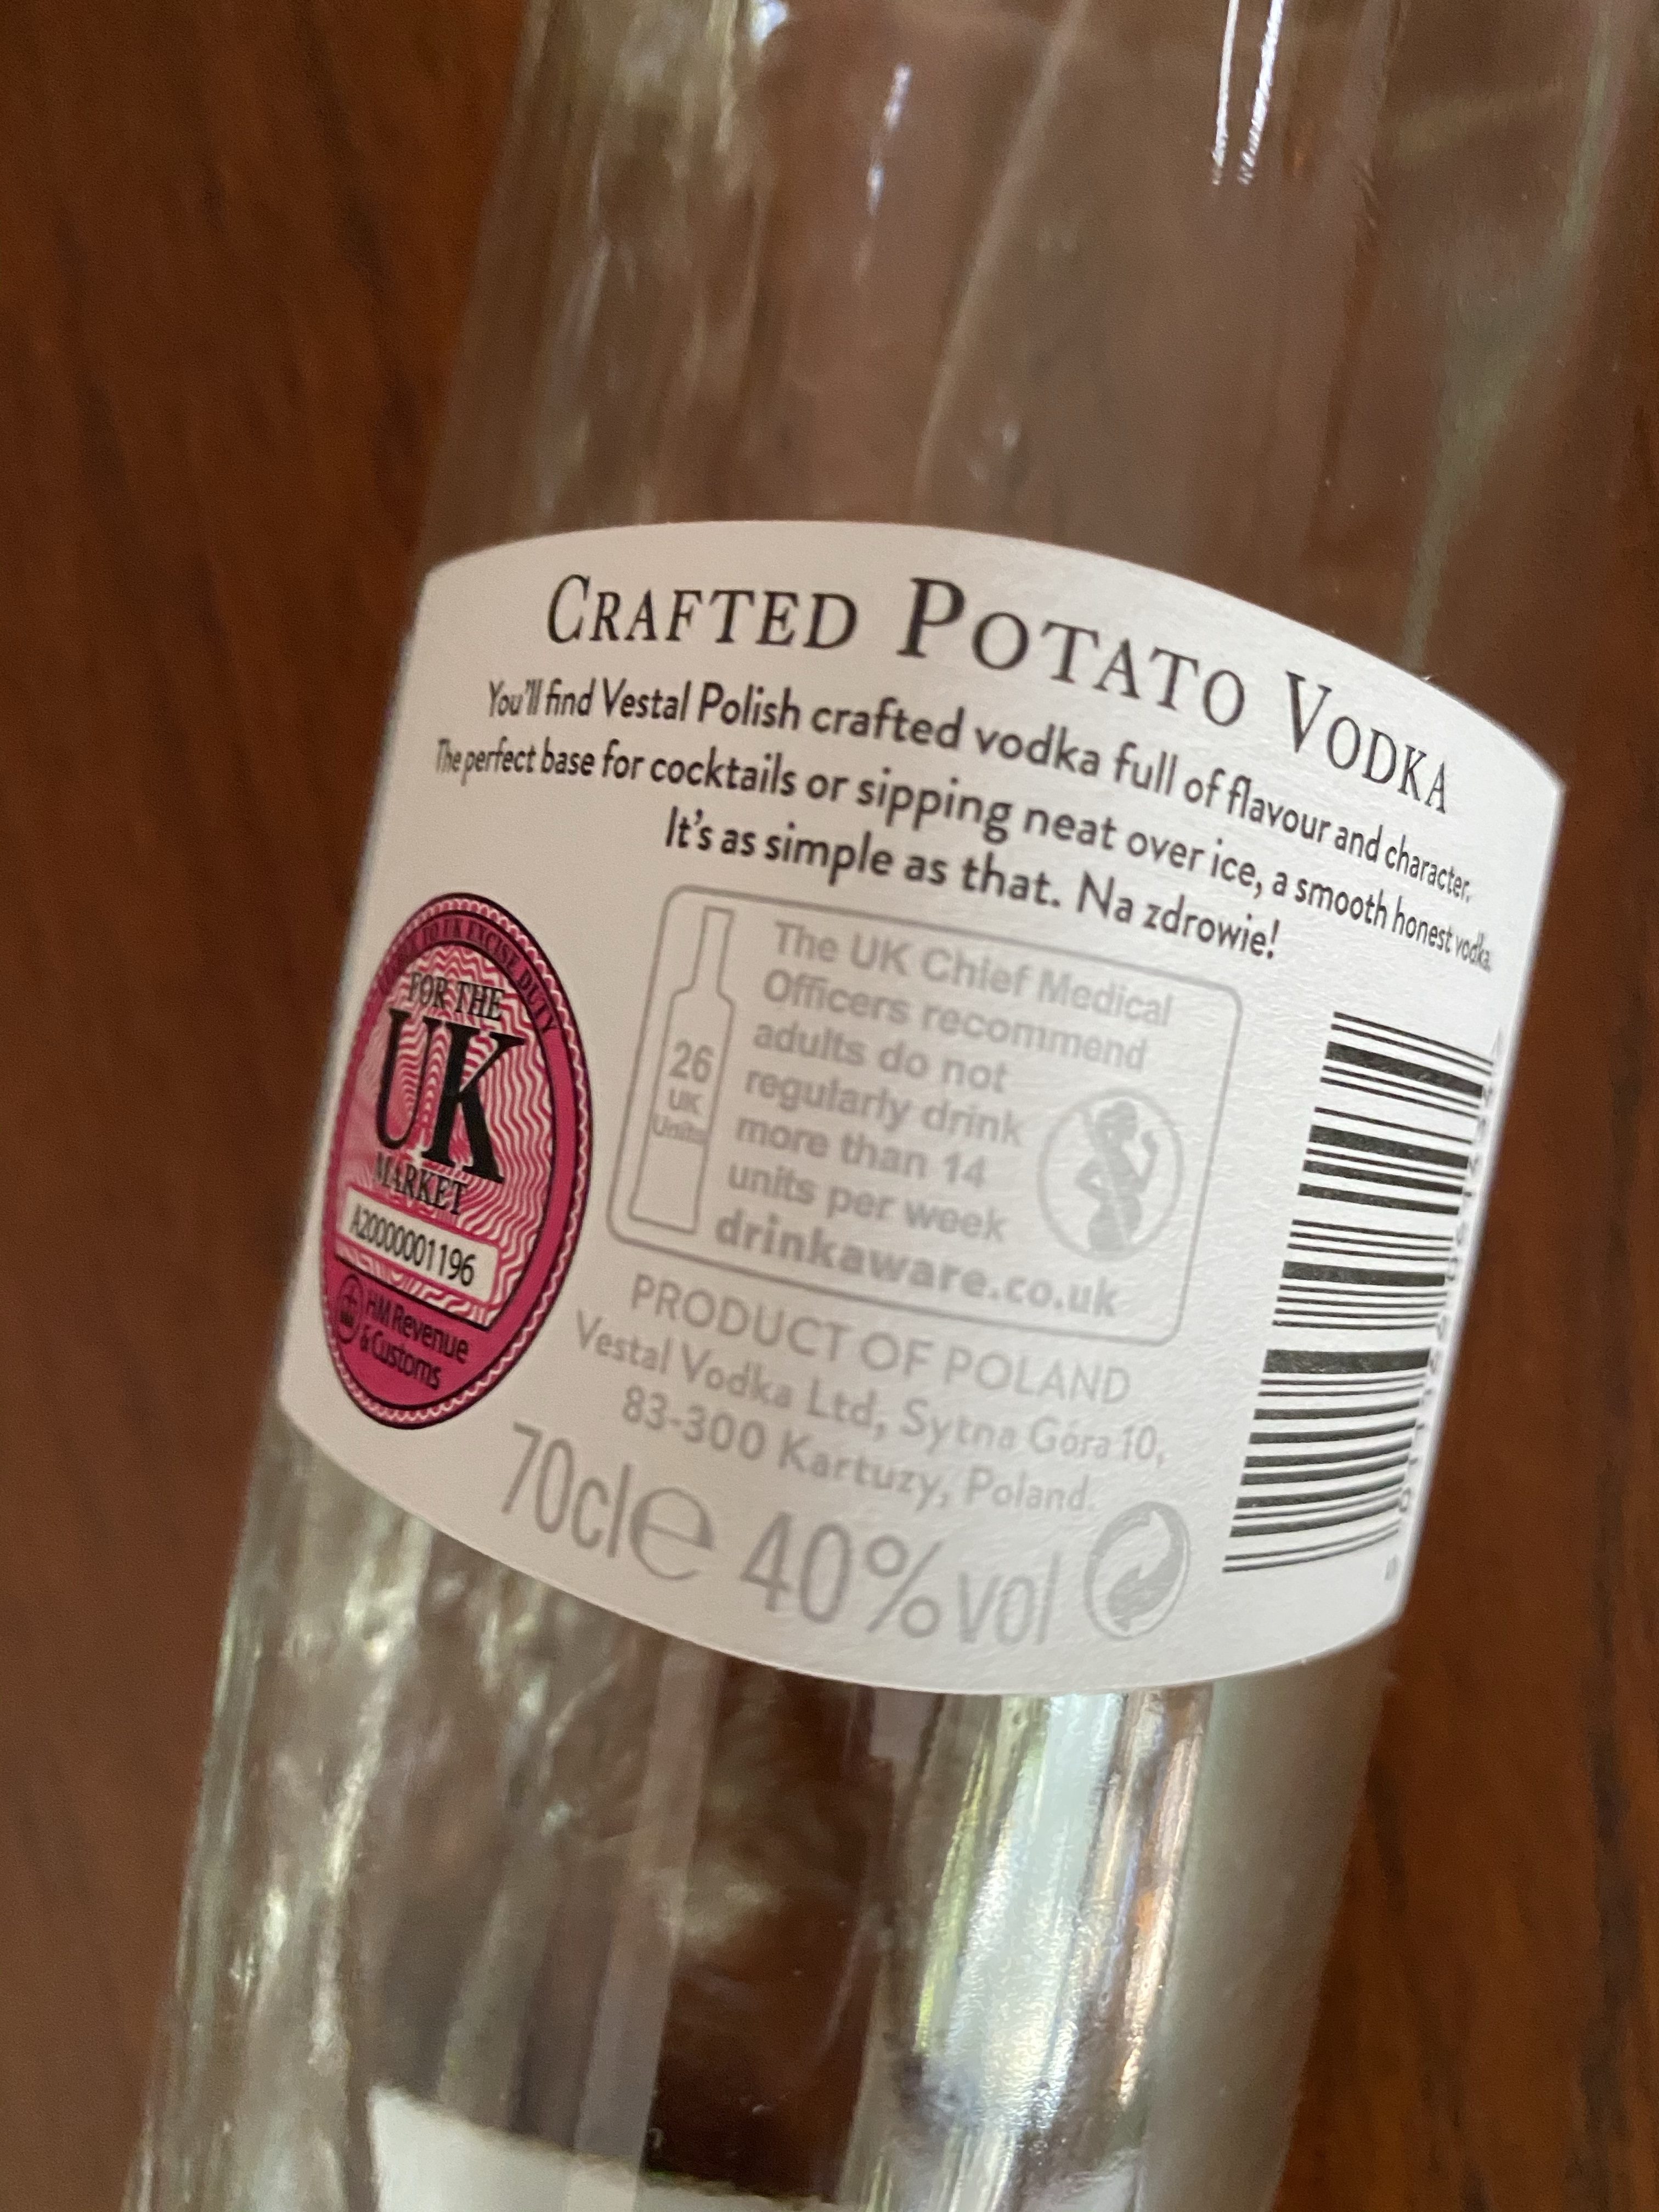 CRAFTED POTATO VODKA
You'll find Vestal Polish crafted vodka full of flavour and character.
The perfect base for cocktails or sipping neat over ice, a smooth honest vodka.
It's as simple as that. Na zdrowie!
TO UK EXCISE DUTY
FOR THE
UK
MARKET
A20000001196
HM Revenue
& Customs
26
UK
Units
The UK Chief Medical
Officers recommend
adults do not
regularly drink
more than 14
units per week
drinkaware.co.uk
PRODUCT OF POLAND
Vestal Vodka Ltd, Sytna Góra 10,
83-300 Kartuzy, Poland.
70cl e 40%vol